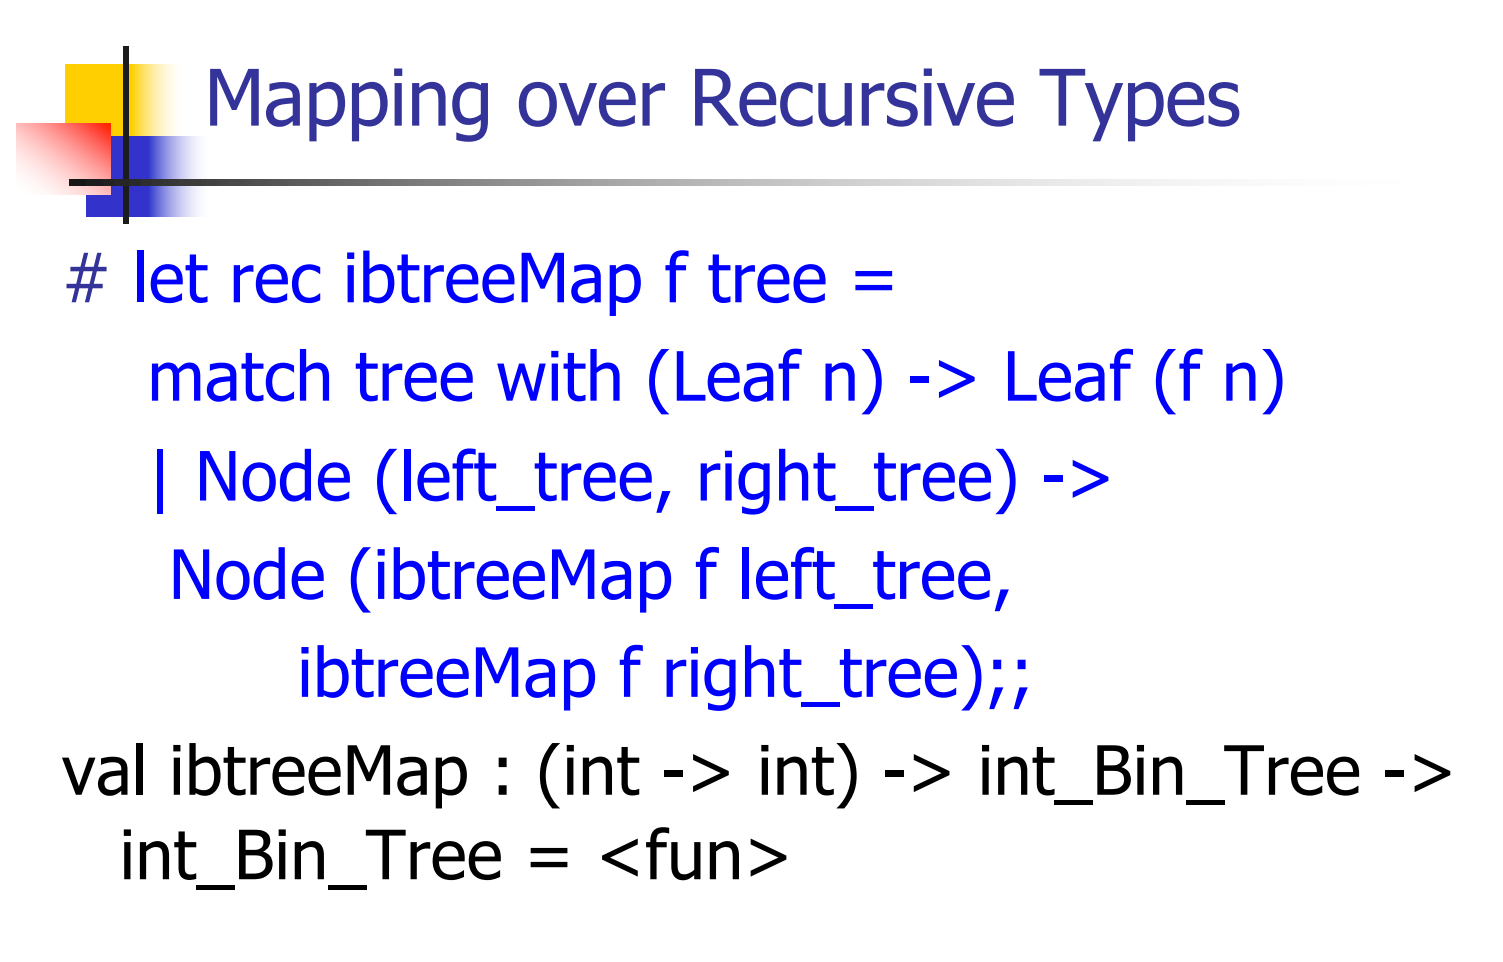 Mapping over Recursive Types
# let rec ibtreeMap f tree =
match tree with (Leaf n) -> Leaf (f n)
| Node (left_tree, right_tree) ->
Node (ibtreeMap f left_tree,
ibtreeMap f right_tree);;
val ibtreeMap : (int -> int) -> int_Bin_Tree ->
int_Bin_Tree = <fun>